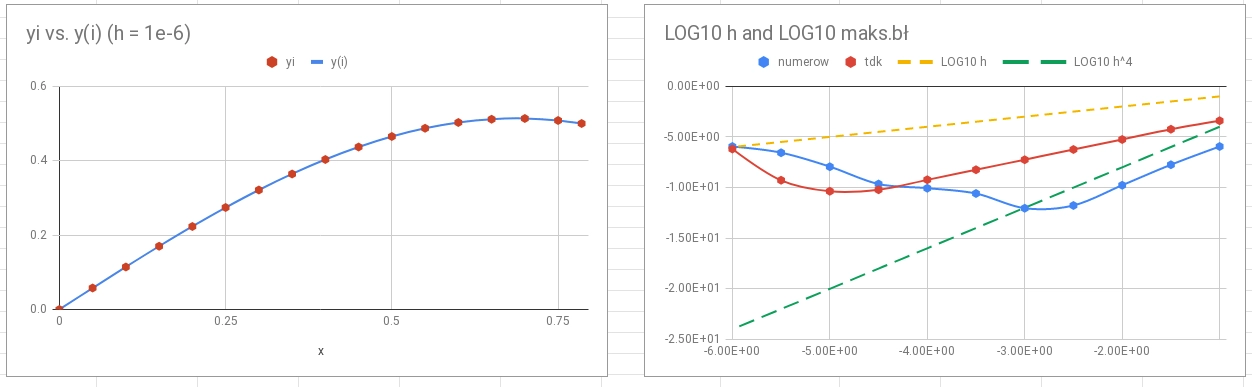 yi vs. y(i) (h = 1e-6)
yi y(i)
0.6
0.4
0.2
0.0
0 0.25 0.5 0.75
x
LOG10 h and LOG10 maks.bł
numerow tdk LOG10 h LOG10 h^4
0.00E+00
-5.00E+00
-1.00E+01
-1.50E+01
-2.00E+01
-2.50E+01
-6.00E+00 -5.00E+00 -4.00E+00 -3.00E+00 -2.00E+00